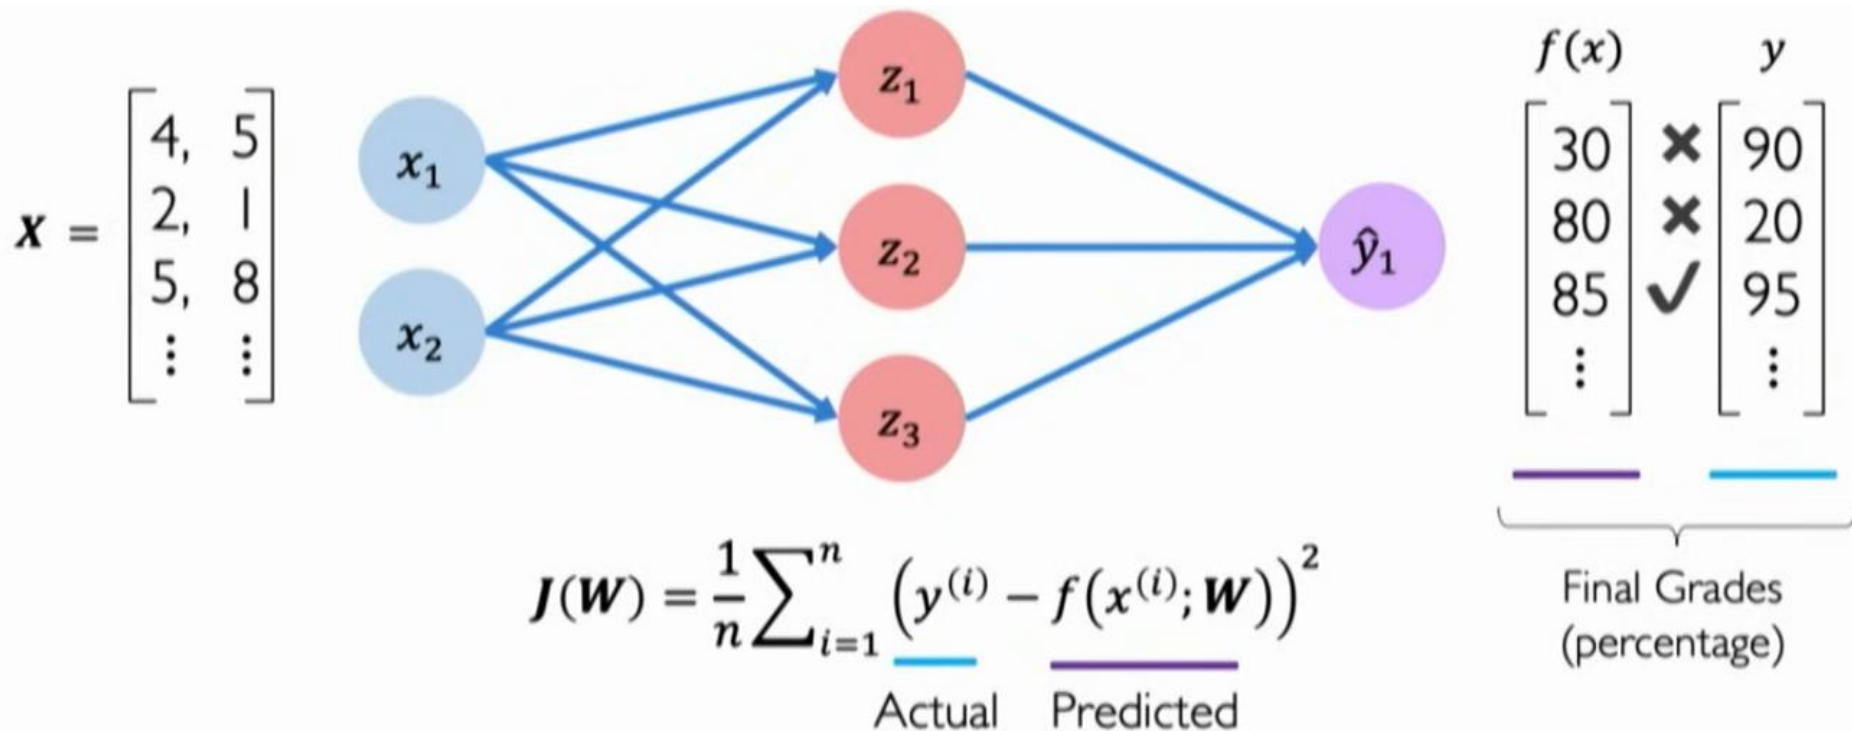 X = [4, 5
2, 1
5, 8
⋮ ⋮]
x₁
x₂
z₁
z₂
z₃
ŷ₁
f(x) y
30 ✖ 90
80 ✖ 20
85 ✓ 95
⋮ ⋮
Final Grades
(percentage)
J(W) = 1/n ∑ⁿᵢ₌₁ (y⁽ⁱ⁾ − f(x⁽ⁱ⁾; W))²
Actual Predicted